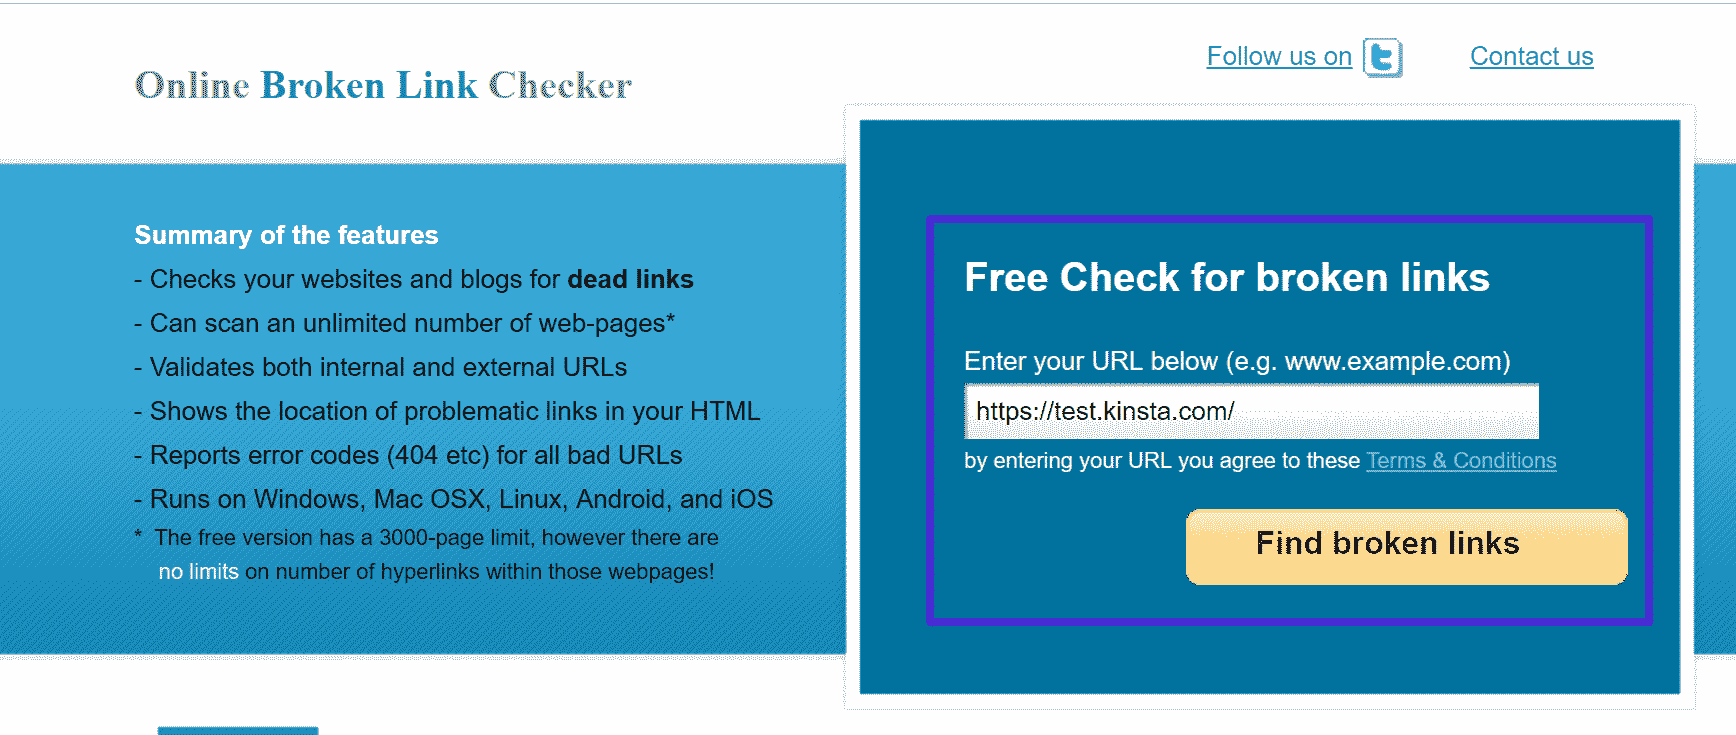 Follow us on
Contact us
Online Broken Link Checker
Summary of the features
- Checks your websites and blogs for dead links
- Can scan an unlimited number of web-pages*
- Validates both internal and external URLs
- Shows the location of problematic links in your HTML
- Reports error codes (404 etc) for all bad URLs
- Runs on Windows, Mac OSX, Linux, Android, and iOS
* The free version has a 3000-page limit, however there are
no limits on number of hyperlinks within those webpages!
Free Check for broken links
Enter your URL below (e.g. www.example.com)
https://test.kinsta.com/
by entering your URL you agree to these Terms & Conditions
Find broken links